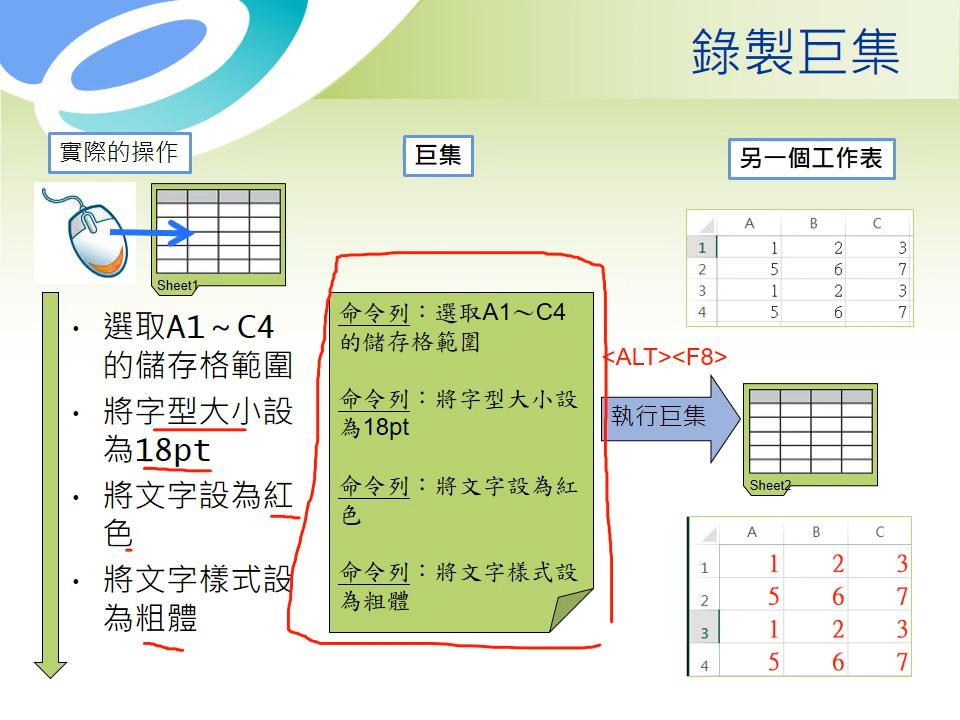 錄製巨集
實際的操作
巨集
另一個工作表
Sheet1
• 選取A1～C4
的儲存格範圍
• 將字型大小設
為18pt
• 將文字設為紅
色
• 將文字樣式設
為粗體
命令列：選取A1～C4
的儲存格範圍
命令列：將字型大小設
為18pt
命令列：將文字設為紅
色
命令列：將文字樣式設
為粗體
<ALT><F8>
執行巨集
A B C
1 1 2 3
2 5 6 7
3 1 2 3
4 5 6 7
Sheet2
A B C
1 1 2 3
2 5 6 7
3 1 2 3
4 5 6 7